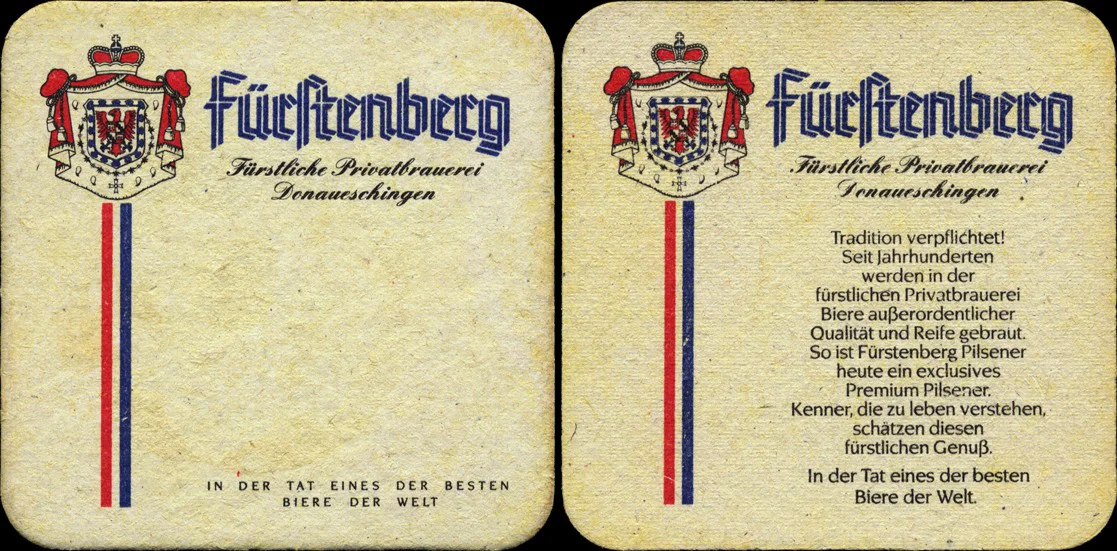 Fürstenberg
Fürstliche Privatbrauerei
Donaueschingen
IN DER TAT EINES DER BESTEN
BIERE DER WELT
Fürstenberg
Fürstliche Privatbrauerei
Donaueschingen
Tradition verpflichtet!
Seit Jahrhunderten
werden in der
fürstlichen Privatbrauerei
Biere außerordentlicher
Qualität und Reife gebraut.
So ist Fürstenberg Pilsener
heute ein exclusives
Premium Pilsener.
Kenner, die zu leben verstehen,
schätzen diesen
fürstlichen Genuß.
In der Tat eines der besten
Biere der Welt.